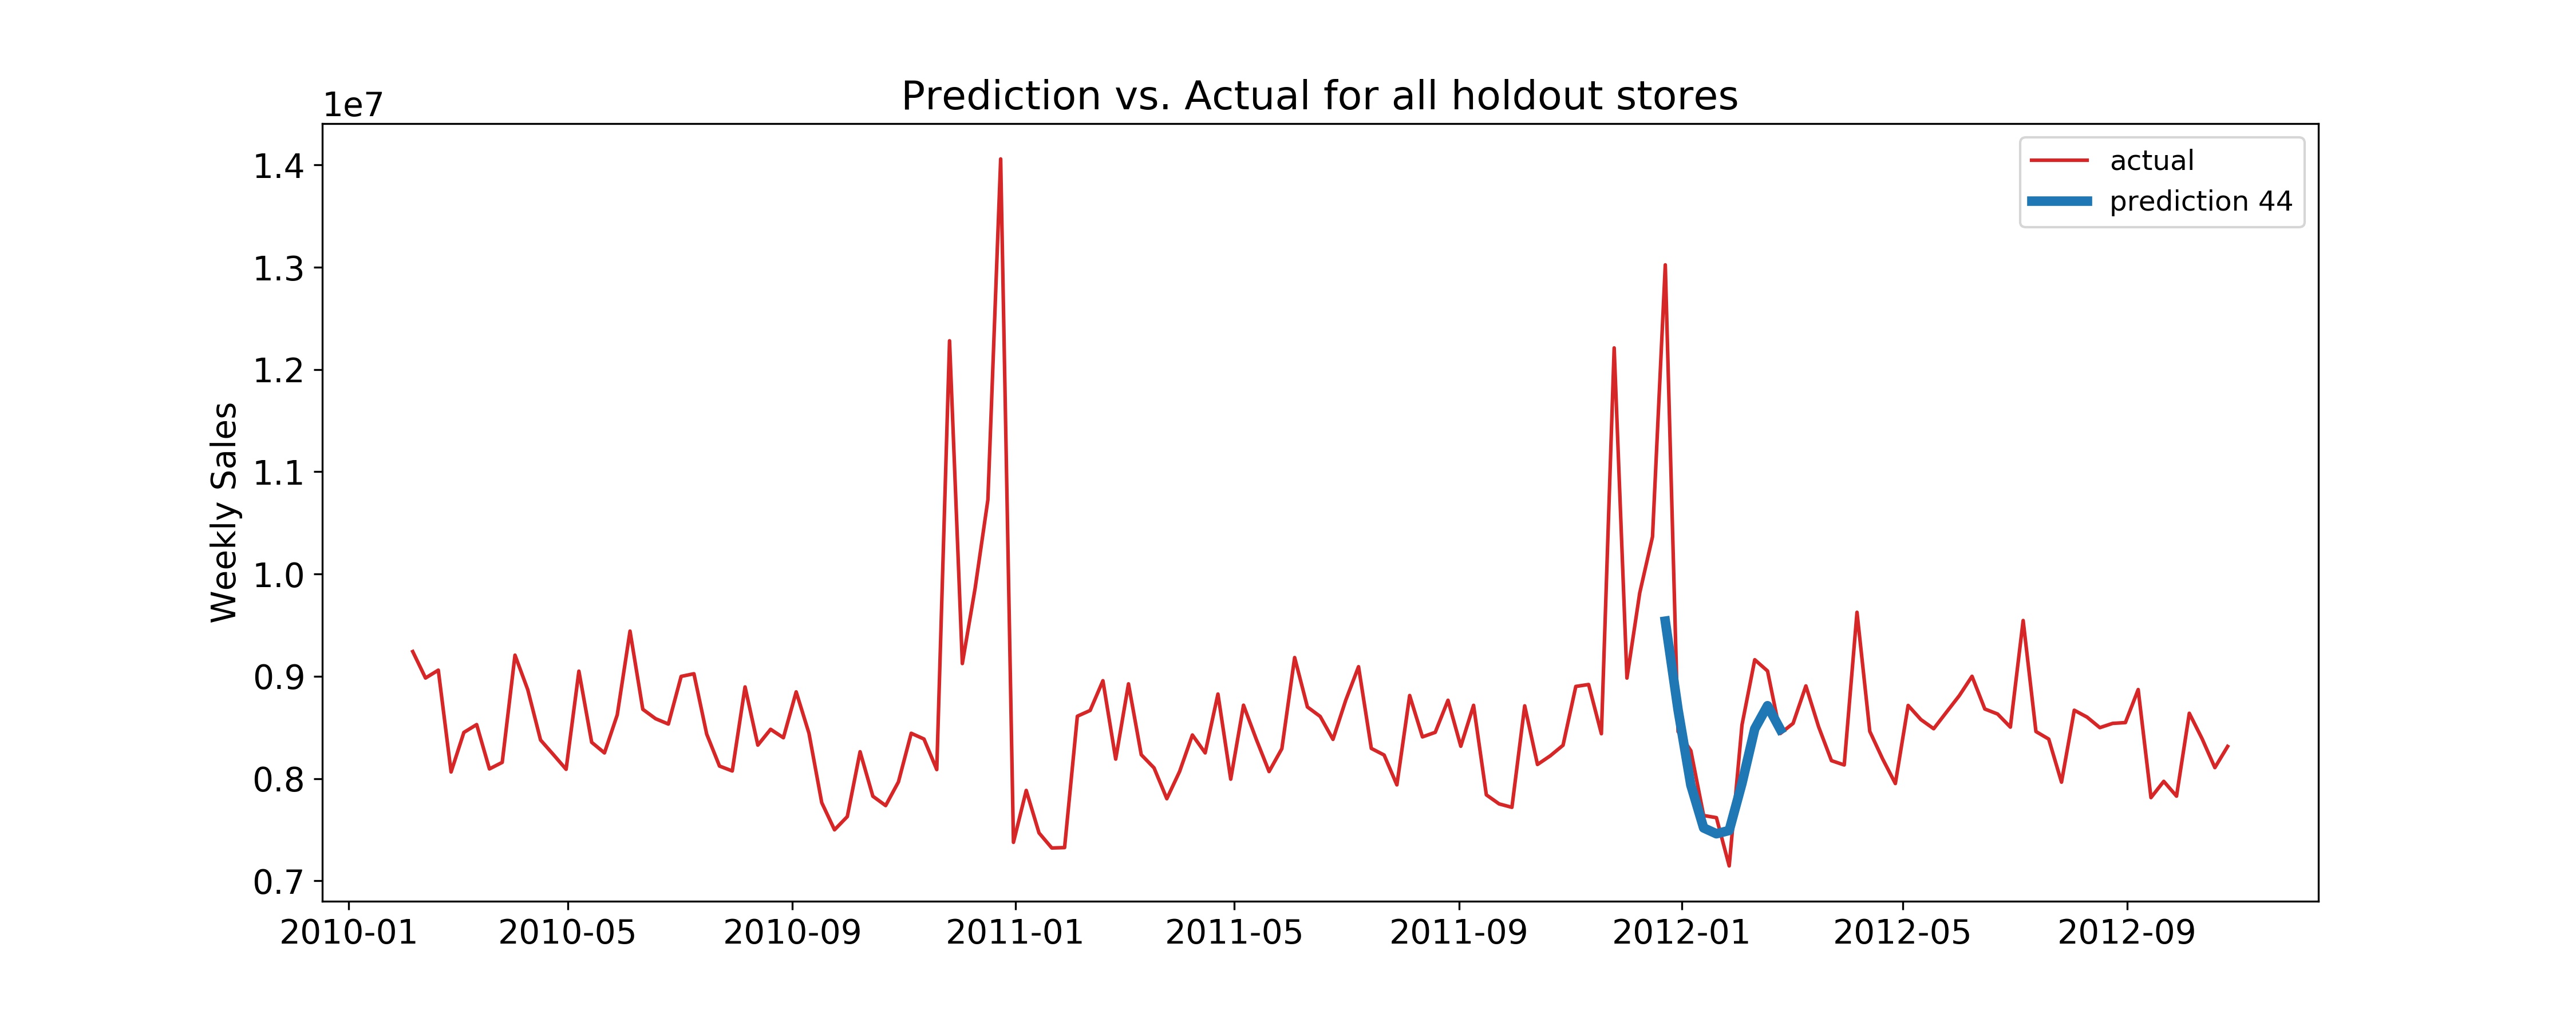 Prediction vs. Actual for all holdout stores
1e7
1.4
1.3
1.2
1.1
1.0
0.9
0.8
0.7
Weekly Sales
actual
prediction 44
2010-01 2010-05 2010-09 2011-01 2011-05 2011-09 2012-01 2012-05 2012-09